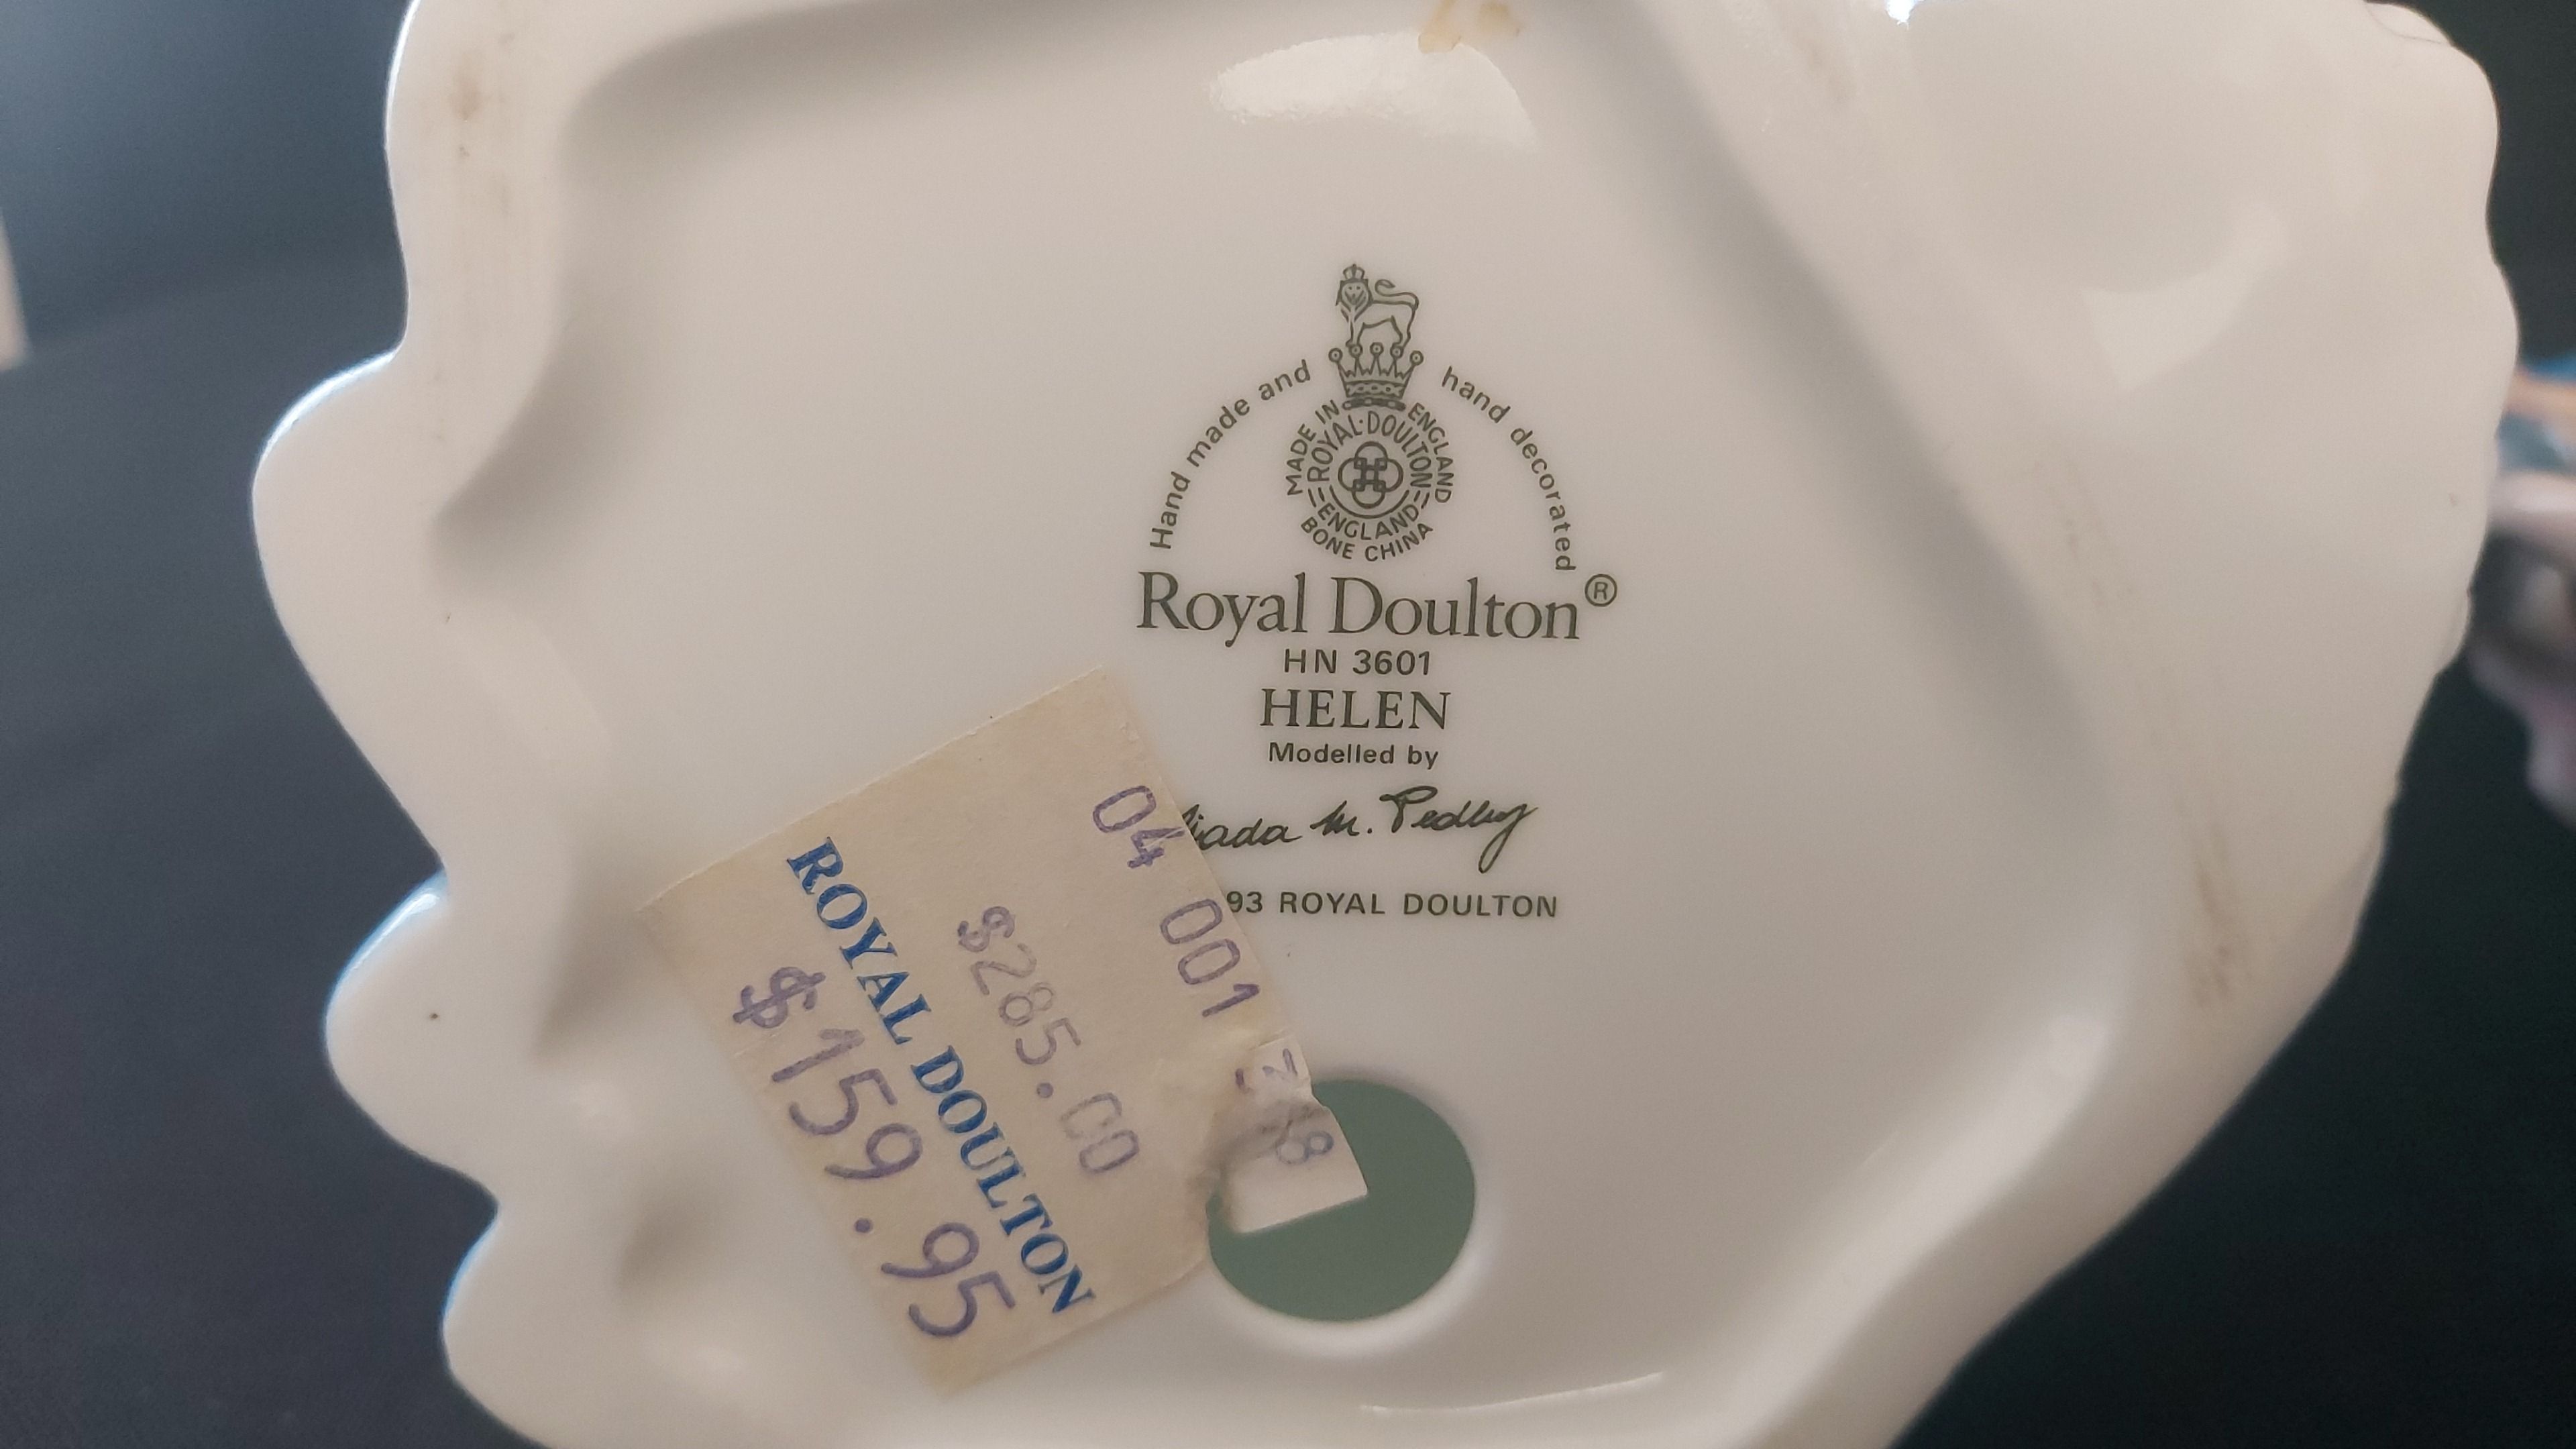 Hand made and hand decorated
MADE IN ENGLAND
ROYAL·DOULTON
ENGLAND
BONE CHINA
Royal Doulton®
HN 3601
HELEN
Modelled by
M. Pedley
93 ROYAL DOULTON
04 001
$285.00
ROYAL DOULTON
$159.95